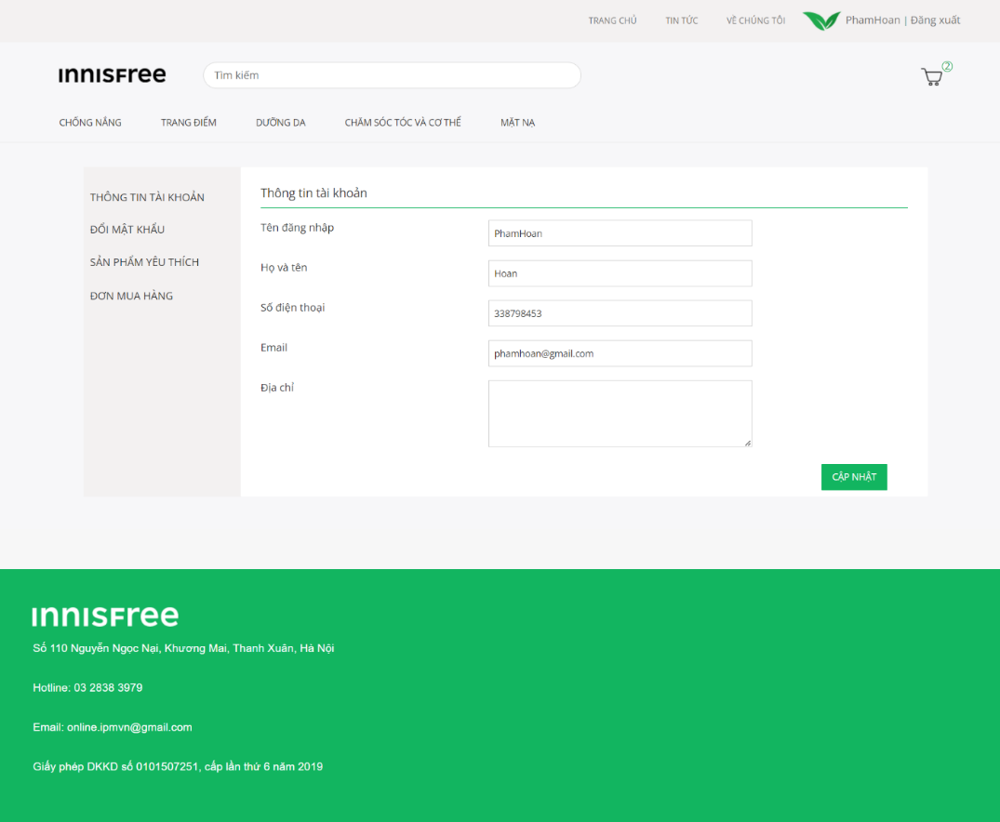 TRANG CHỦ TIN TỨC VỀ CHÚNG TÔI PhamHoan | Đăng xuất
INNISFREE Tìm kiếm 2
CHỐNG NẮNG TRANG ĐIỂM DƯỠNG DA CHĂM SÓC TÓC VÀ CƠ THỂ MẶT NẠ
THÔNG TIN TÀI KHOẢN
ĐỔI MẬT KHẨU
SẢN PHẨM YÊU THÍCH
ĐƠN MUA HÀNG
Thông tin tài khoản
Tên đăng nhập PhamHoan
Họ và tên Hoan
Số điện thoại 338798453
Email phamhoan@gmail.com
Địa chỉ
CẬP NHẬT
INNISFREE
Số 110 Nguyễn Ngọc Nại, Khương Mai, Thanh Xuân, Hà Nội
Hotline: 03 2838 3979
Email: online.ipmvn@gmail.com
Giấy phép DKKD số 0101507251, cấp lần thứ 6 năm 2019